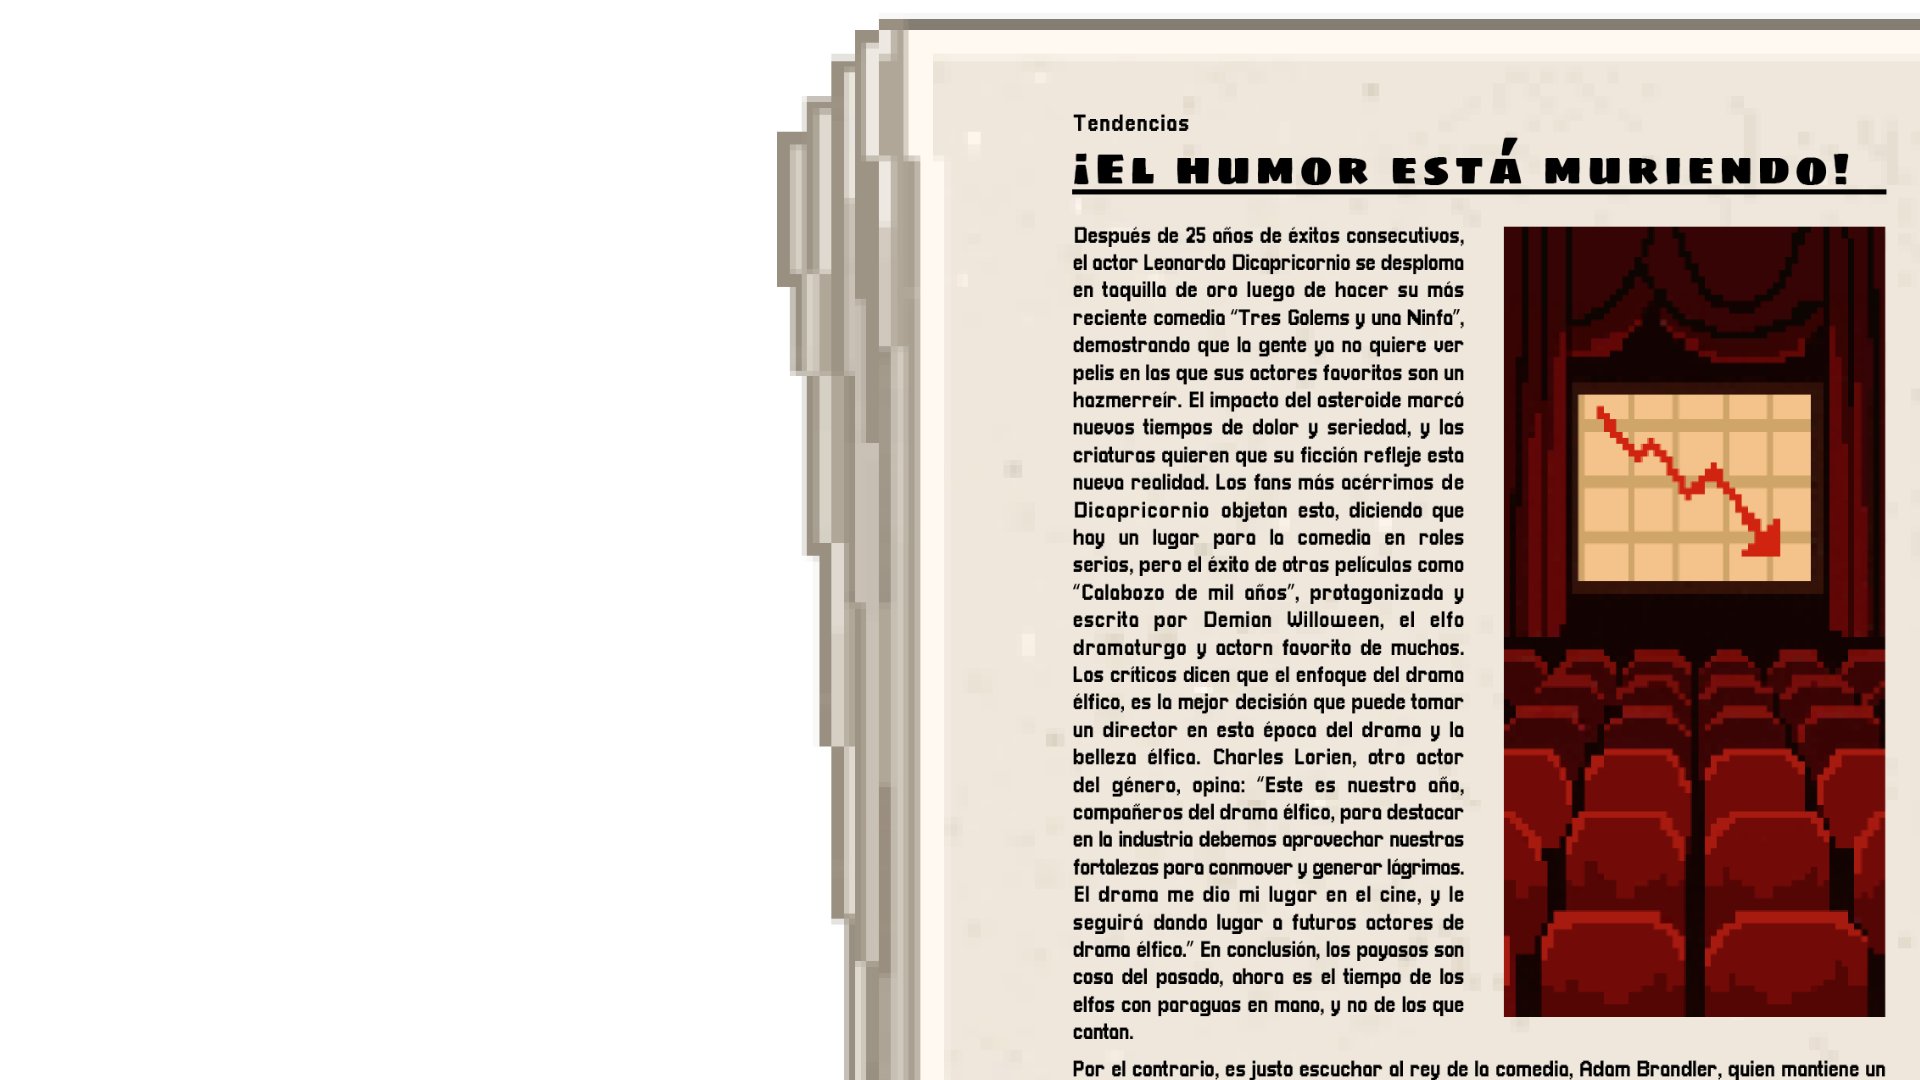 Tendencias
¡El humor está muriendo!
Después de 25 años de éxitos consecutivos,
el actor Leonardo Dicapricornio se desploma
en taquilla de oro luego de hacer su más
reciente comedia “Tres Golems y una Ninfa”,
demostrando que la gente ya no quiere ver
pelis en las que sus actores favoritos son un
hazmerreír. El impacto del asteroide marcó
nuevos tiempos de dolor y seriedad, y las
criaturas quieren que su ficción refleje esta
nueva realidad. Los fans más acérrimos de
Dicapricornio objetan esto, diciendo que
hay un lugar para la comedia en roles
serios, pero el éxito de otras películas como
“Calabozo de mil años”, protagonizada y
escrita por Demian Willoween, el elfo
dramaturgo y actorn favorito de muchos.
Los críticos dicen que el enfoque del drama
élfico, es la mejor decisión que puede tomar
un director en esta época del drama y la
belleza élfica. Charles Lorien, otro actor
del género, opina: “Este es nuestro año,
compañeros del drama élfico, para destacar
en la industria debemos aprovechar nuestras
fortalezas para conmover y generar lágrimas.
El drama me dio mi lugar en el cine, y le
seguirá dando lugar a futuros actores de
drama élfico.” En conclusión, los payasos son
cosa del pasado, ahora es el tiempo de los
elfos con paraguas en mano, y no de los que
cantan.
Por el contrario, es justo escuchar al rey de la comedia, Adam Brandler, quien mantiene un